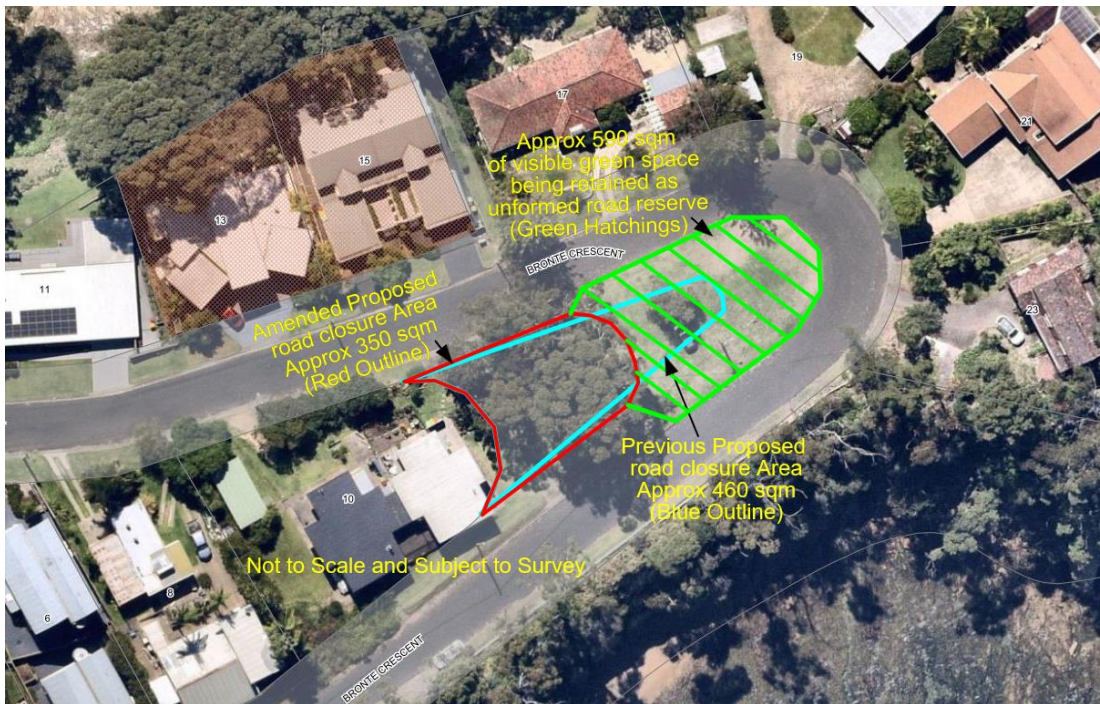 19
17
21
Approx 590 sqm
of visible green space
being retained as
unformed road reserve
(Green Hatchings)
15
13
BRONTE CRESCENT
11
Amended Proposed
road closure Area
Approx 350 sqm
(Red Outline)
23
Previous Proposed
road closure Area
Approx 460 sqm
(Blue Outline)
10
Not to Scale and Subject to Survey
8
6
BRONTE CRESCENT